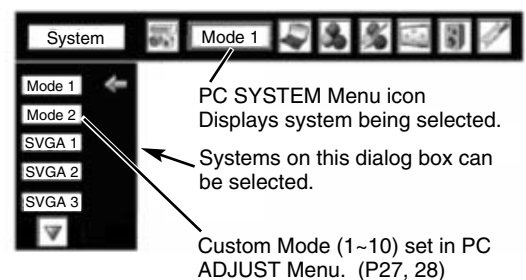 System
Mode 1
Mode 1
Mode 2
SVGA 1
SVGA 2
SVGA 3
PC SYSTEM Menu icon
Displays system being selected.
Systems on this dialog box can
be selected.
Custom Mode (1~10) set in PC
ADJUST Menu. (P27, 28)